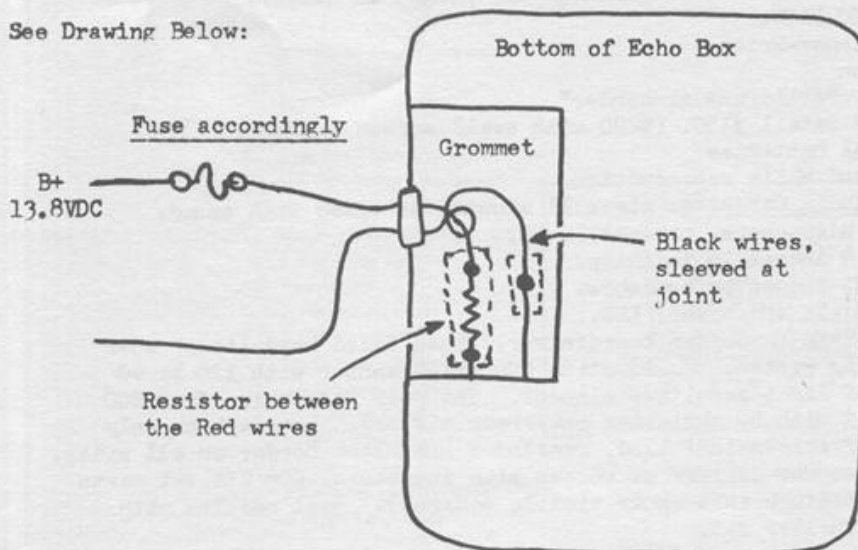 See Drawing Below:
Bottom of Echo Box
Fuse accordingly
Grommet
B+
13.8VDC
Black wires,
sleeved at
joint
Resistor between
the Red wires